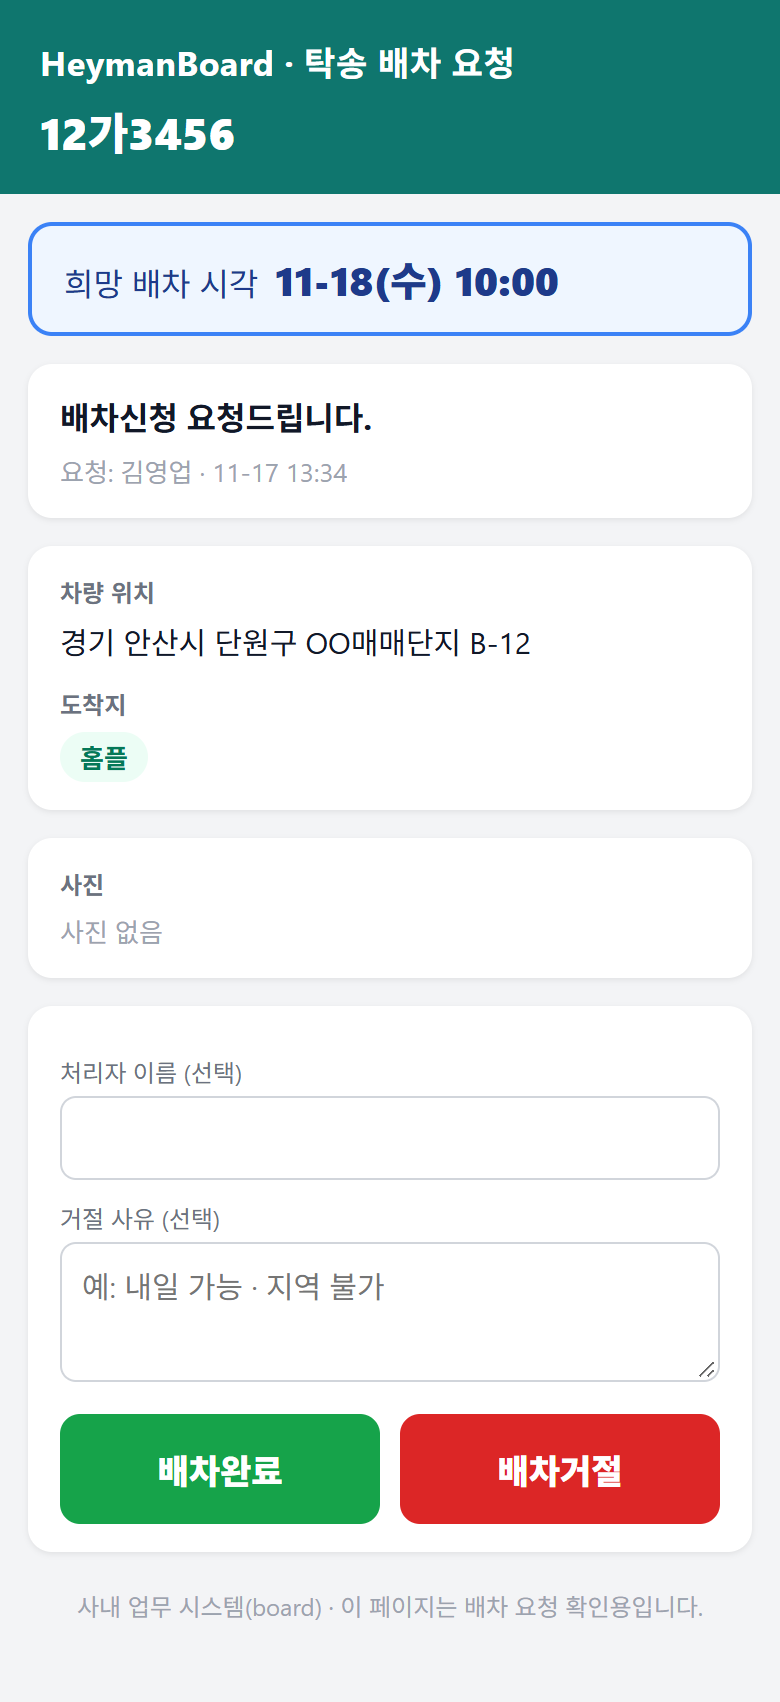 HeymanBoard · 탁송 배차 요청
12가3456
희망 배차 시각 11-18(수) 10:00
배차신청 요청드립니다.
요청: 김영업 · 11-17 13:34
차량 위치
경기 안산시 단원구 OO매매단지 B-12
도착지
홈플
사진
사진 없음
처리자 이름 (선택)
거절 사유 (선택)
예: 내일 가능 · 지역 불가
배차완료 배차거절
사내 업무 시스템(board) · 이 페이지는 배차 요청 확인용입니다.